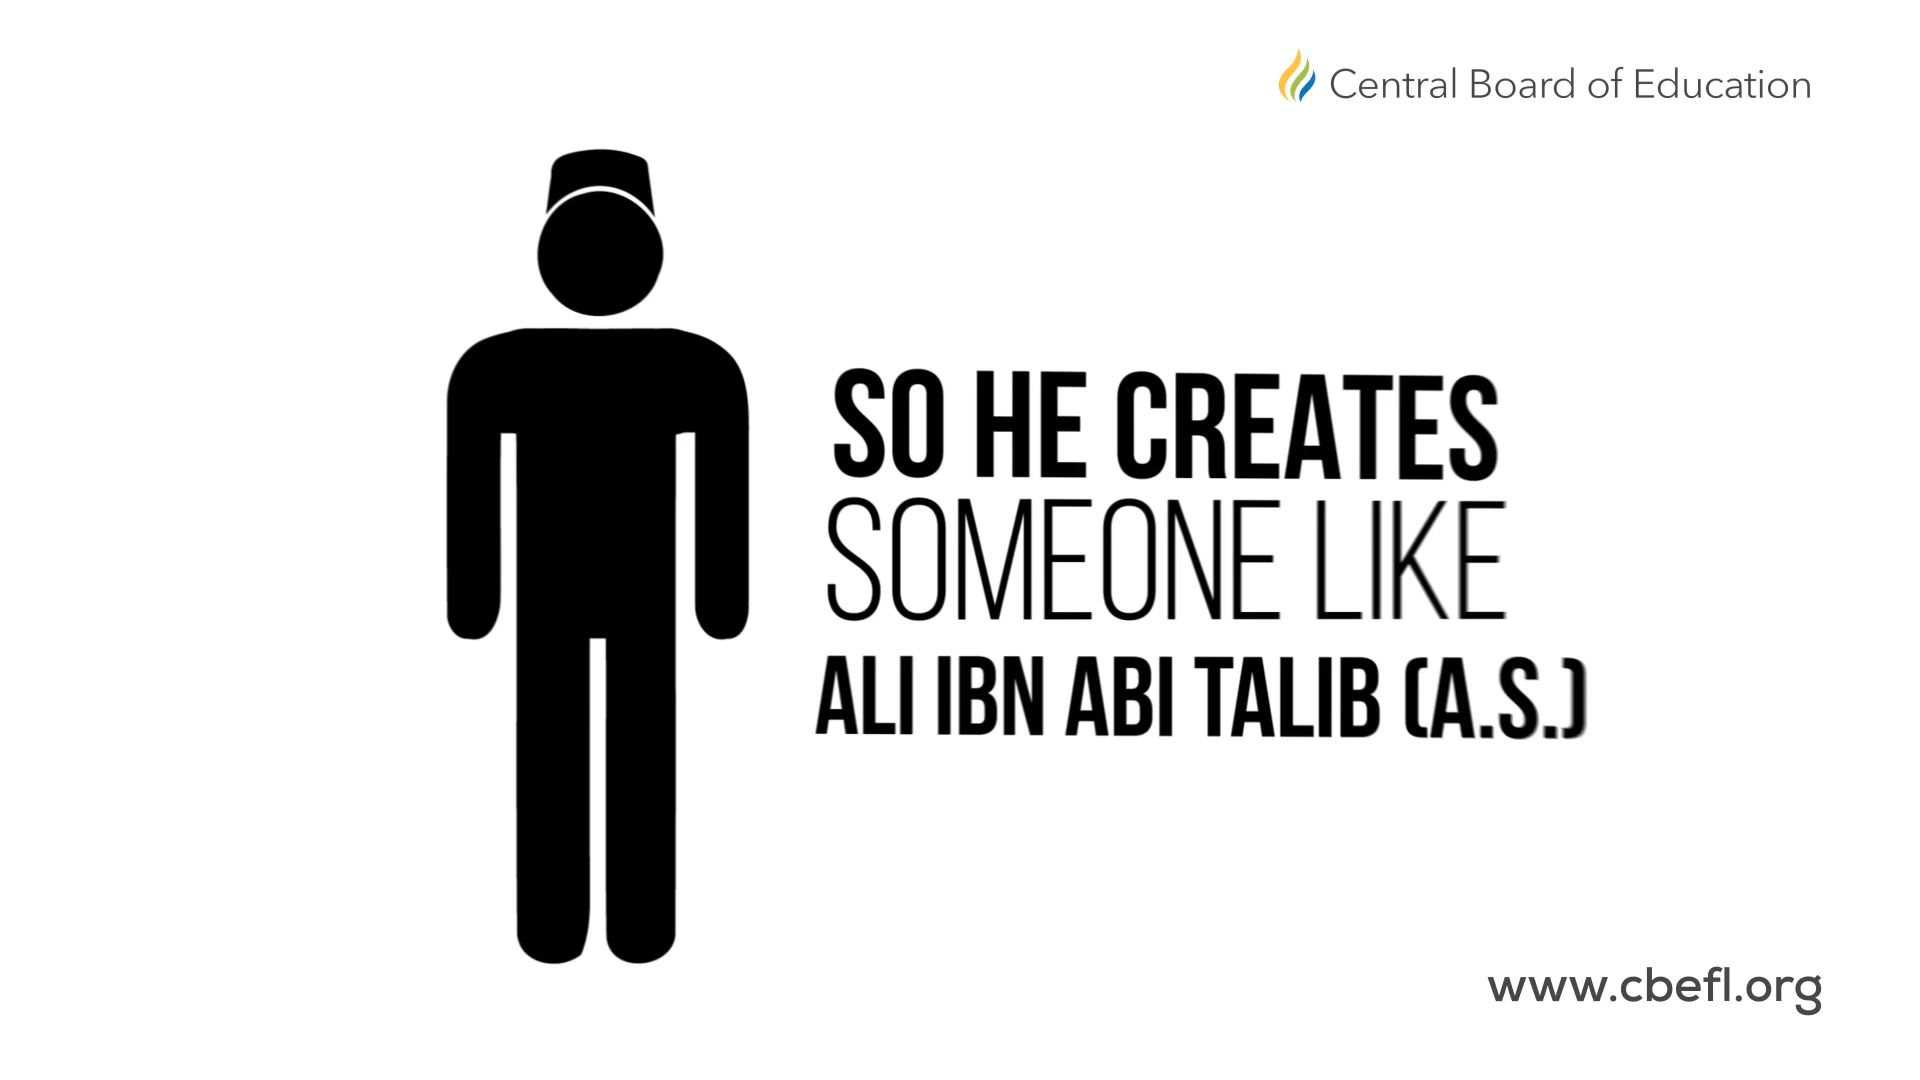 Central Board of Education
SO HE CREATES
SOMEONE LIKE
ALI IBN ABI TALIB (A.S.)
www.cbefl.org